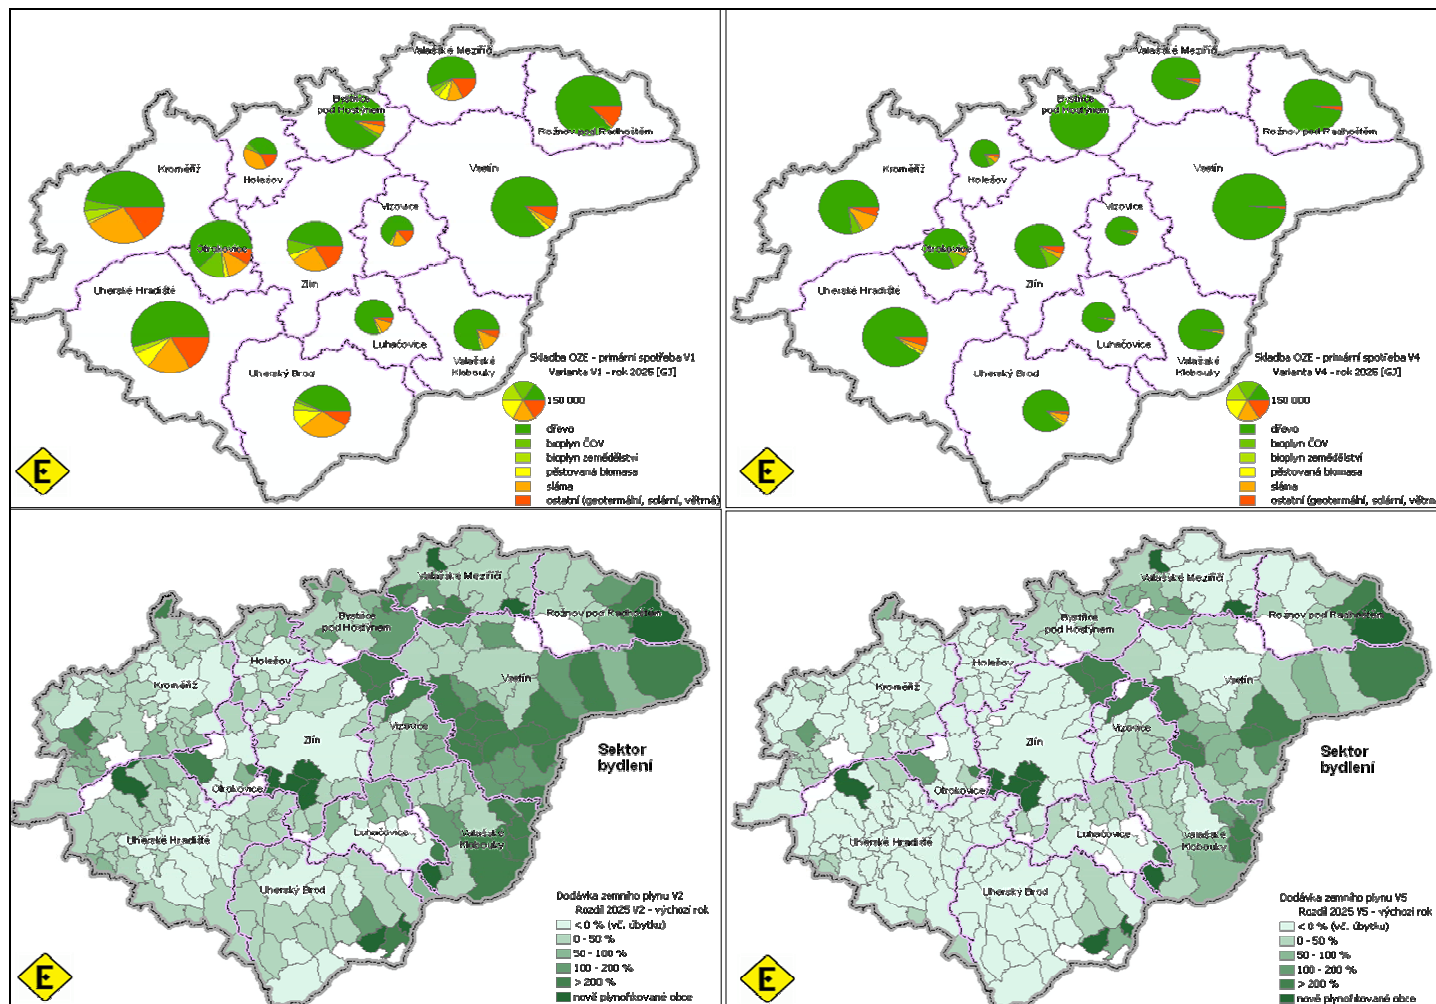 Valašské Meziříčí
Bystřice
pod Hostýnem
Rožnov pod Radhoštěm
Kroměříž
Holešov
Vsetín
Vizovice
Otrokovice
Zlín
Uherské Hradiště
Luhačovice
Valašské
Klobouky
Uherský Brod
Skladba OZE - primární spotřeba V1
Varianta V1 - rok 2025 [GJ]
150 000
dřevo
bioplyn ČOV
bioplyn zemědělství
pěstovaná biomasa
sláma
ostatní (geotermální, solární, větrná)
E
Valašské Meziříčí
Bystřice
pod Hostýnem
Rožnov pod Radhoštěm
Kroměříž
Holešov
Vsetín
Vizovice
Otrokovice
Zlín
Uherské Hradiště
Luhačovice
Valašské
Klobouky
Uherský Brod
Skladba OZE - primární spotřeba V4
Varianta V4 - rok 2025 [GJ]
150 000
dřevo
bioplyn ČOV
bioplyn zemědělství
pěstovaná biomasa
sláma
ostatní (geotermální, solární, větrn
E
Valašské Meziříčí
Rožnov pod Radhoštěm
Bystřice
pod Hostýnem
Holešov
Kroměříž
Vsetín
Vizovice
Zlín
Sektor
bydlení
Otrokovice
Uherské Hradiště
Luhačovice
Valašské
Klobouky
Uherský Brod
Dodávka zemního plynu V2
Rozdíl 2025 V2 - výchozí rok
< 0 % (vč. úbytku)
0 - 50 %
50 - 100 %
100 - 200 %
> 200 %
nově plynofikované obce
E
Valašské Meziříčí
Rožnov pod Radhoštěm
Bystřice
pod Hostýnem
Holešov
Kroměříž
Vsetín
Vizovice
Zlín
Sektor
bydlení
Otrokovice
Uherské Hradiště
Luhačovice
Valašské
Klobouky
Uherský Brod
Dodávka zemního plynu V5
Rozdíl 2025 V5 - výchozí rok
< 0 % (vč. úbytku)
0 - 50 %
50 - 100 %
100 - 200 %
> 200 %
nově plynofikované obce
E